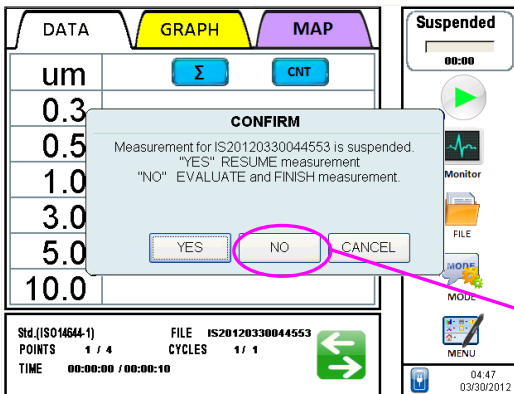 DATA GRAPH MAP
um Σ CNT
0.3
0.5
1.0
3.0
5.0
10.0
CONFIRM
Measurement for IS20120330044553 is suspended.
"YES" RESUME measurement
"NO" EVALUATE and FINISH measurement.
YES NO CANCEL
Std.(ISO14644-1) FILE IS20120330044553
POINTS 1 / 4 CYCLES 1/ 1
TIME 00:00:00 / 00:00:10
Suspended
00:00
Monitor
FILE
MODE
MODE
MENU
04:47
03/30/2012